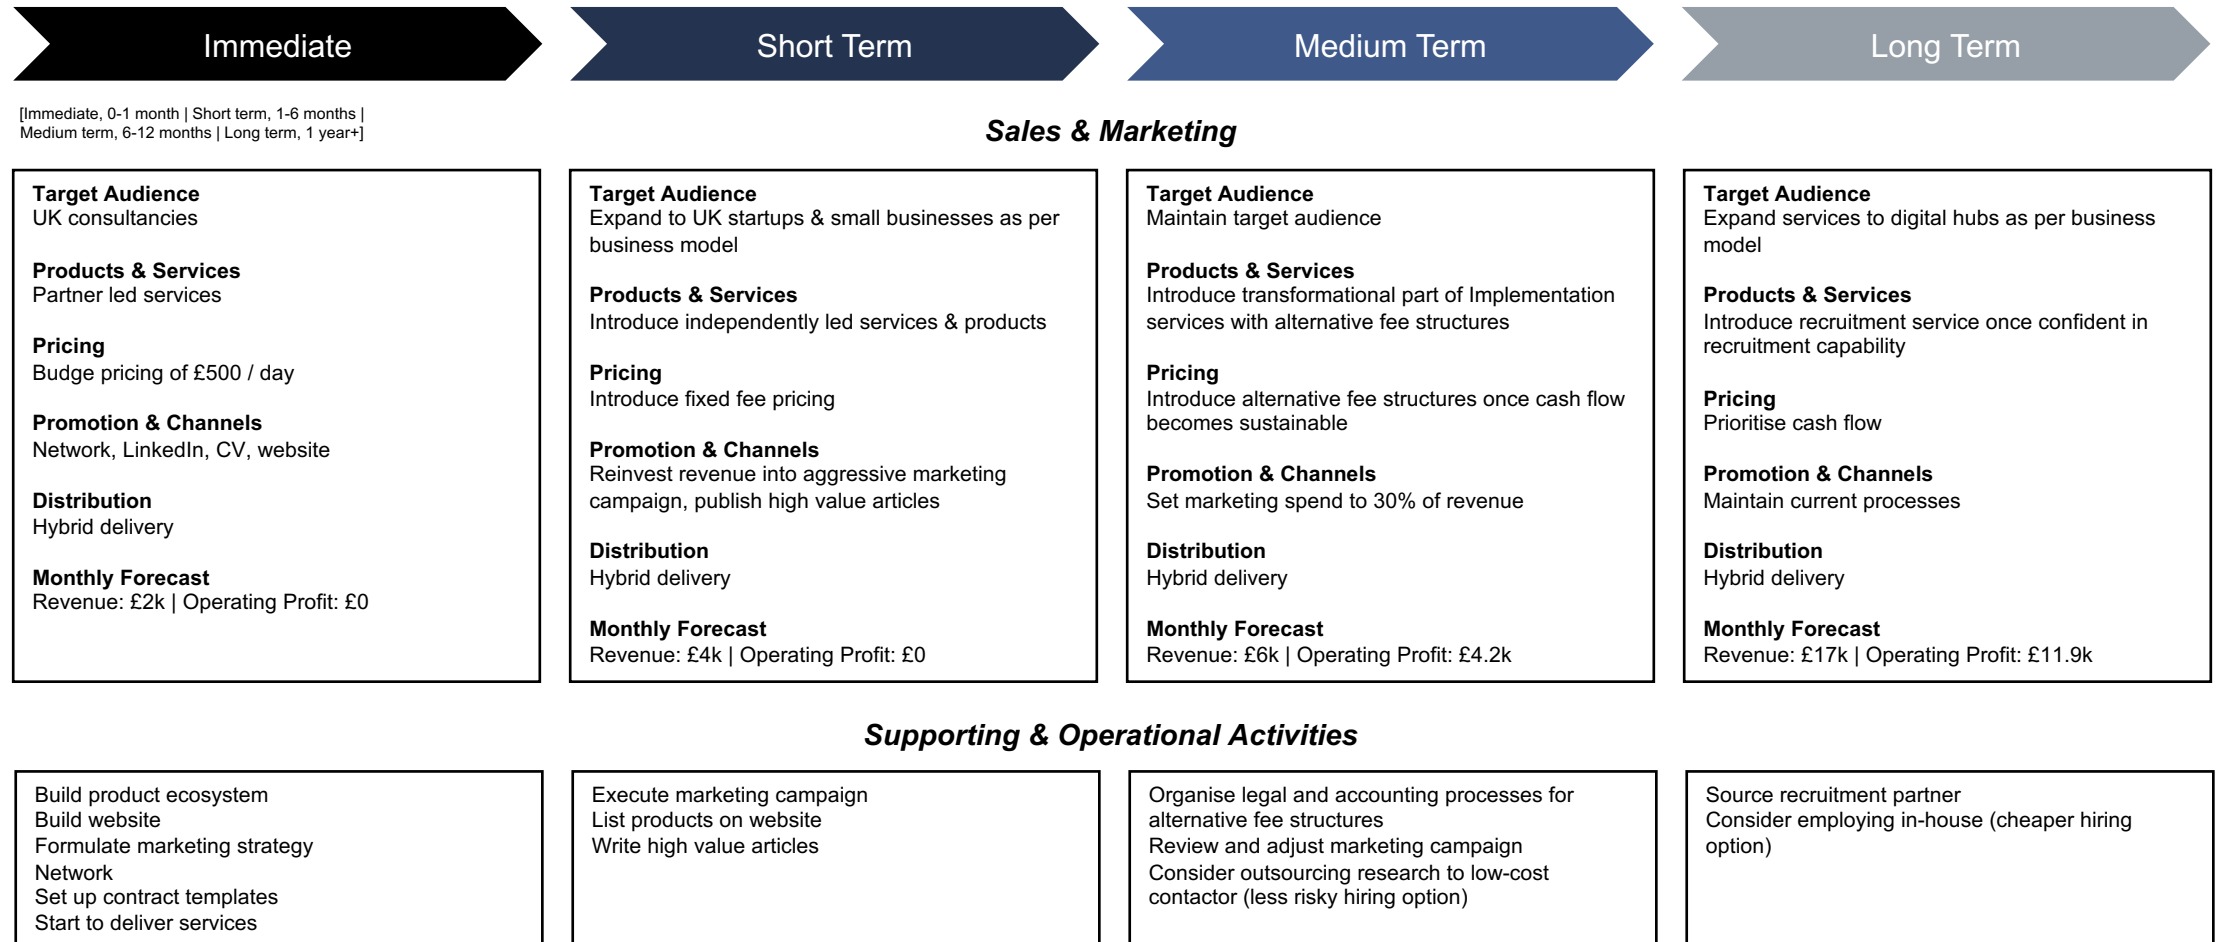 Immediate
Short Term
Medium Term
Long Term
[Immediate, 0-1 month | Short term, 1-6 months |
Medium term, 6-12 months | Long term, 1 year+]
Sales & Marketing
Target Audience
UK consultancies
Products & Services
Partner led services
Pricing
Budge pricing of £500 / day
Promotion & Channels
Network, LinkedIn, CV, website
Distribution
Hybrid delivery
Monthly Forecast
Revenue: £2k | Operating Profit: £0
Target Audience
Expand to UK startups & small businesses as per
business model
Products & Services
Introduce independently led services & products
Pricing
Introduce fixed fee pricing
Promotion & Channels
Reinvest revenue into aggressive marketing
campaign, publish high value articles
Distribution
Hybrid delivery
Monthly Forecast
Revenue: £4k | Operating Profit: £0
Target Audience
Maintain target audience
Products & Services
Introduce transformational part of Implementation
services with alternative fee structures
Pricing
Introduce alternative fee structures once cash flow
becomes sustainable
Promotion & Channels
Set marketing spend to 30% of revenue
Distribution
Hybrid delivery
Monthly Forecast
Revenue: £6k | Operating Profit: £4.2k
Target Audience
Expand services to digital hubs as per business
model
Products & Services
Introduce recruitment service once confident in
recruitment capability
Pricing
Prioritise cash flow
Promotion & Channels
Maintain current processes
Distribution
Hybrid delivery
Monthly Forecast
Revenue: £17k | Operating Profit: £11.9k
Supporting & Operational Activities
Build product ecosystem
Build website
Formulate marketing strategy
Network
Set up contract templates
Start to deliver services
Execute marketing campaign
List products on website
Write high value articles
Organise legal and accounting processes for
alternative fee structures
Review and adjust marketing campaign
Consider outsourcing research to low-cost
contactor (less risky hiring option)
Source recruitment partner
Consider employing in-house (cheaper hiring
option)